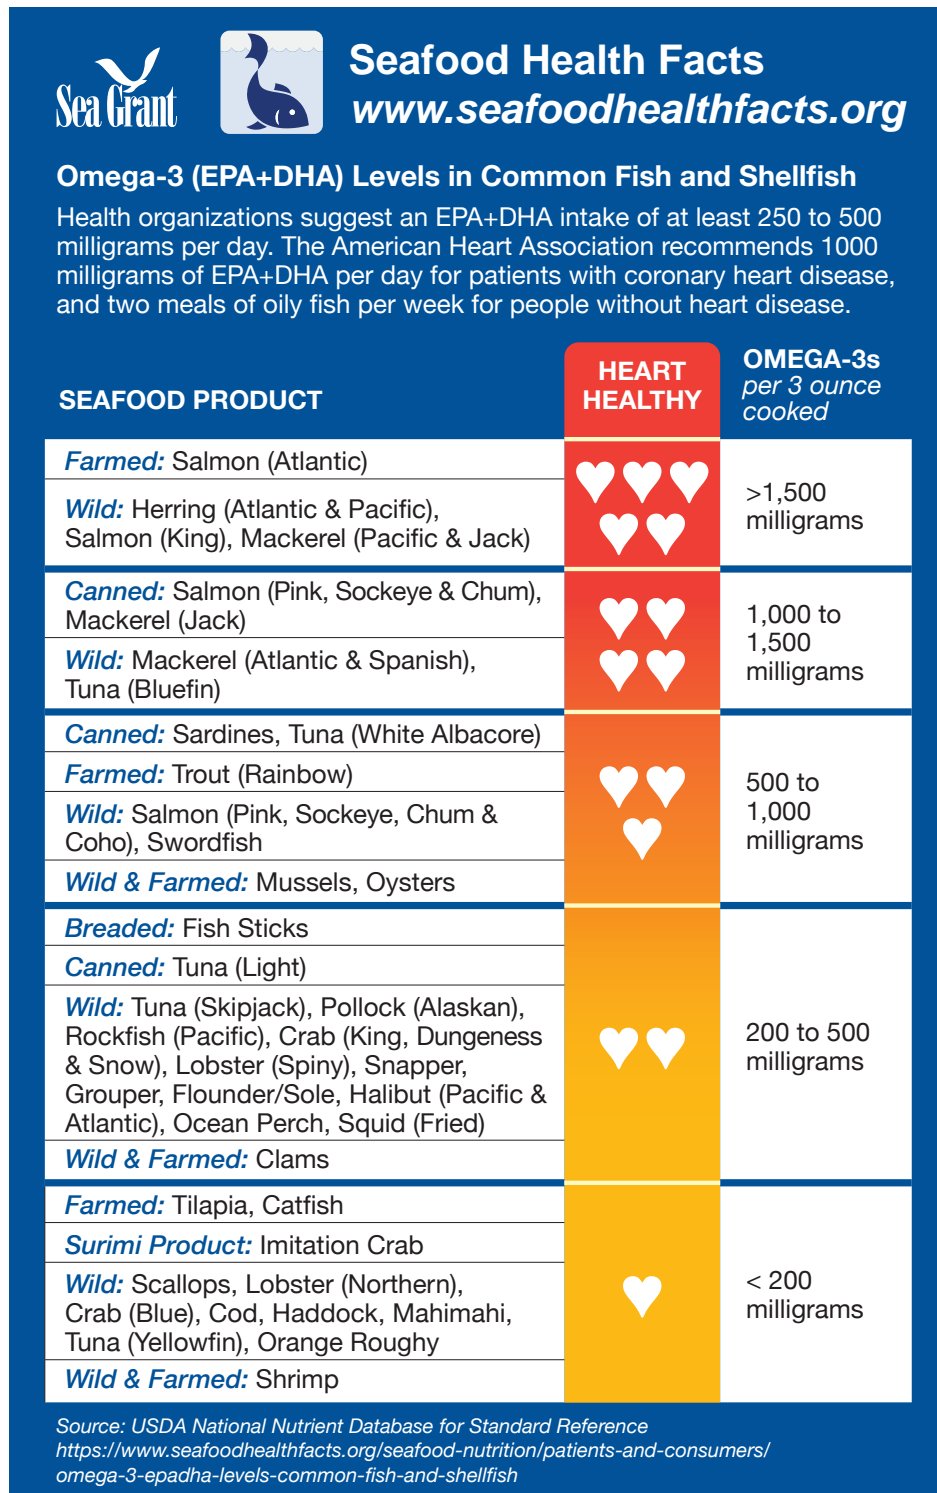 Sea Grant
Seafood Health Facts
www.seafoodhealthfacts.org
Omega-3 (EPA+DHA) Levels in Common Fish and Shellfish
Health organizations suggest an EPA+DHA intake of at least 250 to 500
milligrams per day. The American Heart Association recommends 1000
milligrams of EPA+DHA per day for patients with coronary heart disease,
and two meals of oily fish per week for people without heart disease.
SEAFOOD PRODUCT
HEART
HEALTHY
OMEGA-3s
per 3 ounce
cooked
Farmed: Salmon (Atlantic)
Wild: Herring (Atlantic & Pacific),
Salmon (King), Mackerel (Pacific & Jack)
>1,500
milligrams
Canned: Salmon (Pink, Sockeye & Chum),
Mackerel (Jack)
Wild: Mackerel (Atlantic & Spanish),
Tuna (Bluefin)
1,000 to
1,500
milligrams
Canned: Sardines, Tuna (White Albacore)
Farmed: Trout (Rainbow)
Wild: Salmon (Pink, Sockeye, Chum &
Coho), Swordfish
Wild & Farmed: Mussels, Oysters
500 to
1,000
milligrams
Breaded: Fish Sticks
Canned: Tuna (Light)
Wild: Tuna (Skipjack), Pollock (Alaskan),
Rockfish (Pacific), Crab (King, Dungeness
& Snow), Lobster (Spiny), Snapper,
Grouper, Flounder/Sole, Halibut (Pacific &
Atlantic), Ocean Perch, Squid (Fried)
Wild & Farmed: Clams
200 to 500
milligrams
Farmed: Tilapia, Catfish
Surimi Product: Imitation Crab
Wild: Scallops, Lobster (Northern),
Crab (Blue), Cod, Haddock, Mahimahi,
Tuna (Yellowfin), Orange Roughy
Wild & Farmed: Shrimp
< 200
milligrams
Source: USDA National Nutrient Database for Standard Reference
https://www.seafoodhealthfacts.org/seafood-nutrition/patients-and-consumers/
omega-3-epadha-levels-common-fish-and-shellfish